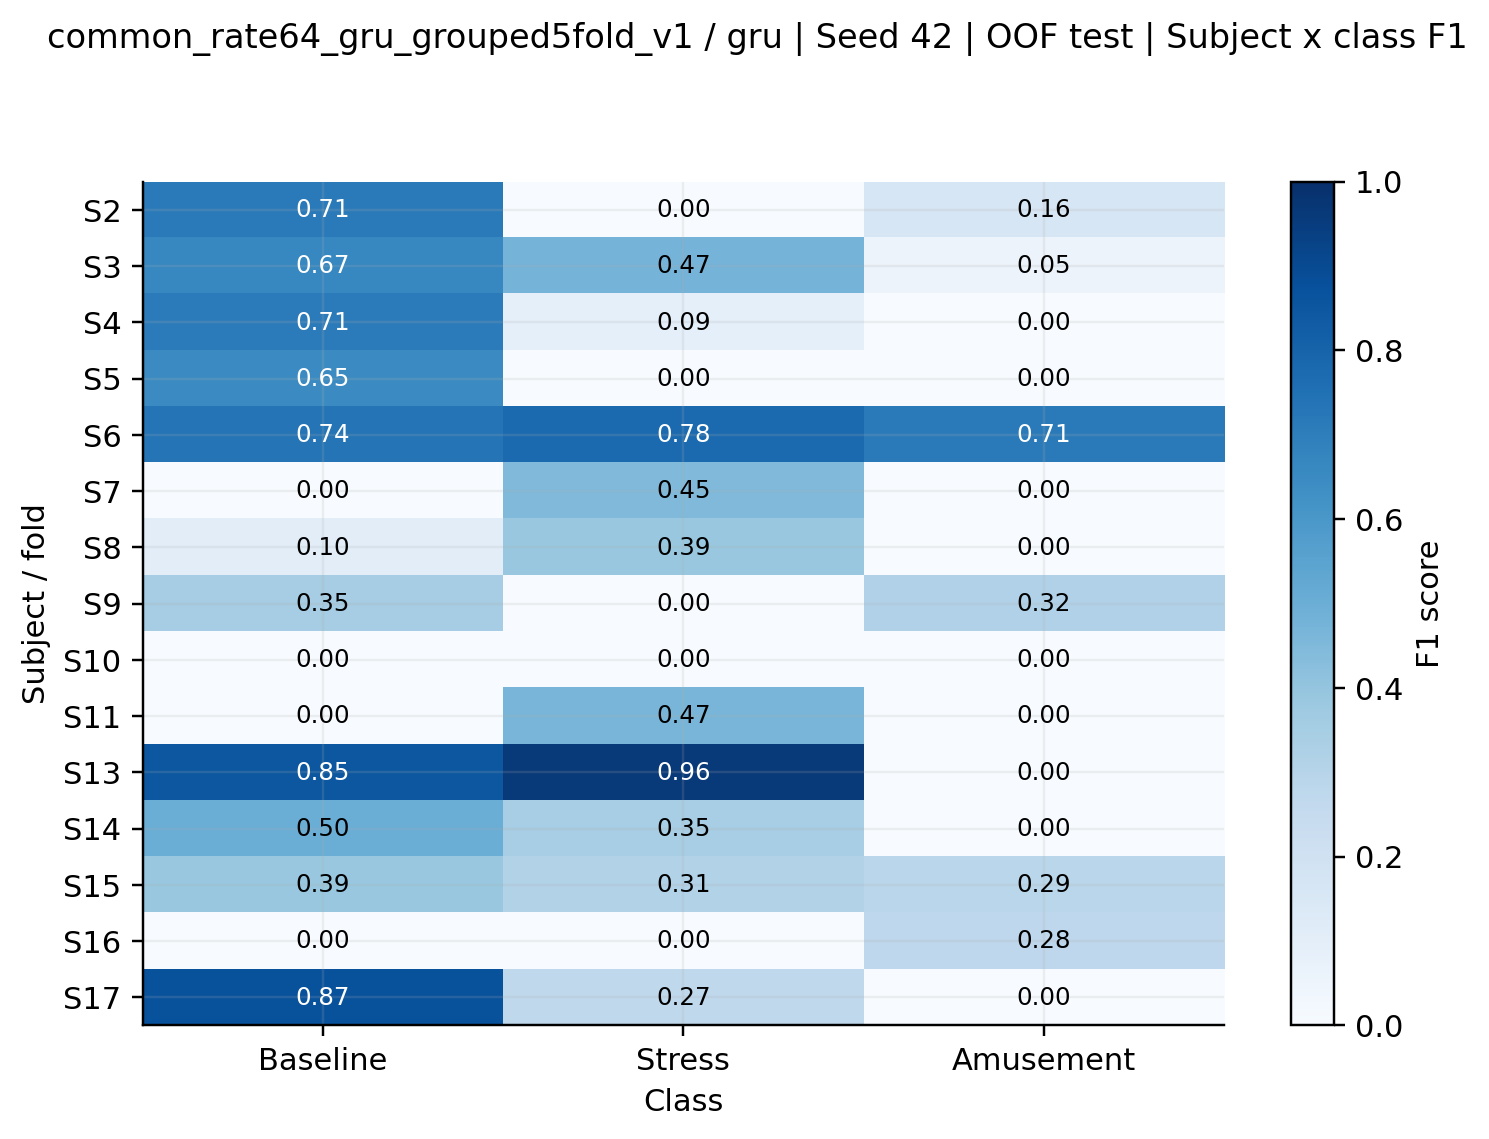 common_rate64_gru_grouped5fold_v1 / gru | Seed 42 | OOF test | Subject x class F1
S2 0.71 0.00 0.16
S3 0.67 0.47 0.05
S4 0.71 0.09 0.00
S5 0.65 0.00 0.00
S6 0.74 0.78 0.71
S7 0.00 0.45 0.00
S8 0.10 0.39 0.00
S9 0.35 0.00 0.32
S10 0.00 0.00 0.00
S11 0.00 0.47 0.00
S13 0.85 0.96 0.00
S14 0.50 0.35 0.00
S15 0.39 0.31 0.29
S16 0.00 0.00 0.28
S17 0.87 0.27 0.00
Baseline Stress Amusement
Class
Subject / fold
1.0
0.8
0.6
0.4
0.2
0.0
F1 score